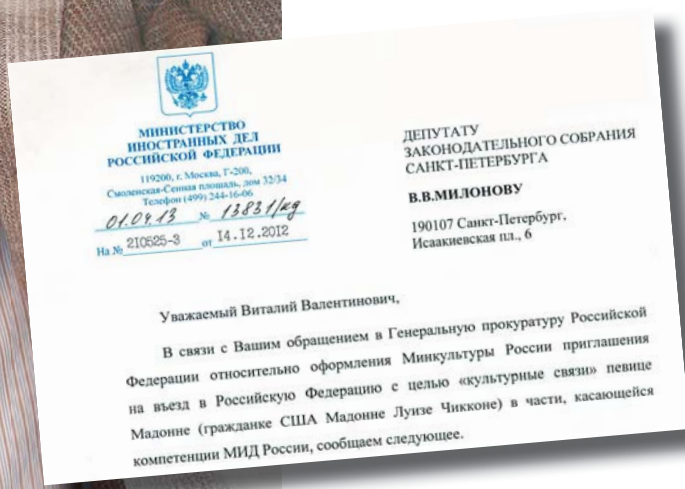 МИНИСТЕРСТВО
ИНОСТРАННЫХ ДЕЛ
РОССИЙСКОЙ ФЕДЕРАЦИИ
119200, г. Москва, Г-200,
Смоленская-Сенная площадь, дом 32/34
Телефон (499) 244-16-06
01.04.13 № 13831/кд
На № 210525-3 от 14.12.2012
ДЕПУТАТУ
ЗАКОНОДАТЕЛЬНОГО СОБРАНИЯ
САНКТ-ПЕТЕРБУРГА
В.В.МИЛОНОВУ
190107 Санкт-Петербург,
Исаакиевская пл., 6
Уважаемый Виталий Валентинович,
В связи с Вашим обращением в Генеральную прокуратуру Российской
Федерации относительно оформления Минкультуры России приглашения
на въезд в Российскую Федерацию с целью «культурные связи» певице
Мадонне (гражданке США Мадонне Луизе Чикконе) в части, касающейся
компетенции МИД России, сообщаем следующее.